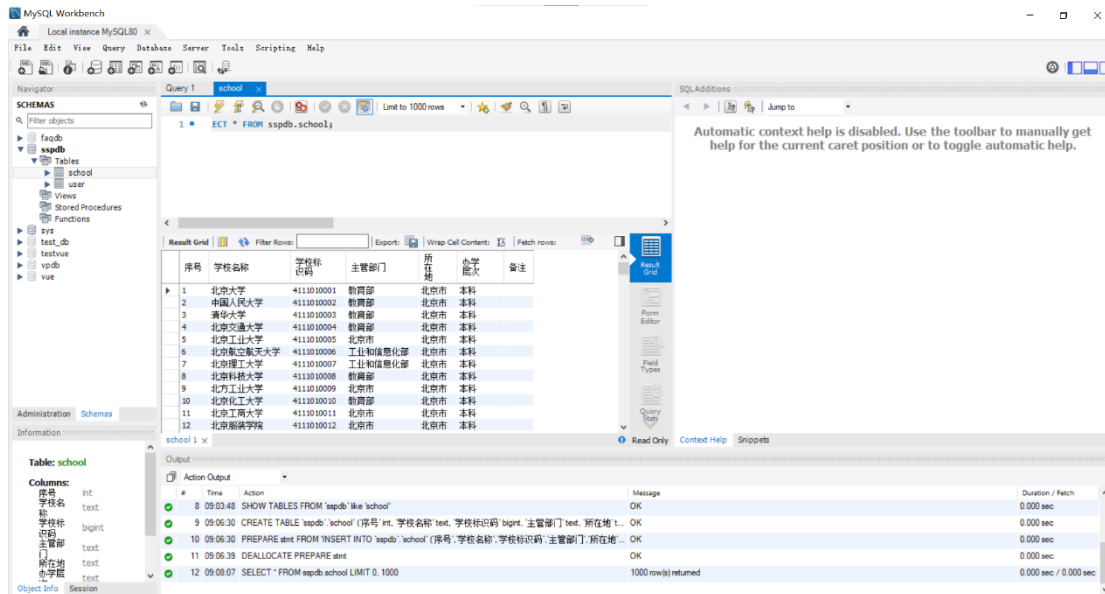 MySQL Workbench
Local instance MySQL80 ×
File Edit View Query Database Server Tools Scripting Help
Navigator
SCHEMAS
Filter objects
faqdb
sspdb
Tables
school
user
Views
Stored Procedures
Functions
sys
test_db
testvue
vpdb
vue
Administration Schemas
Information
Table: school
Columns:
序号 int
学校名称 text
学校标识码 bigint
主管部门 text
所在地 text
办学层 text
Object Info Session
Query 1 school ×
Limit to 1000 rows
1 ECT * FROM sspdb.school;
Result Grid Filter Rows: Export: Wrap Cell Content: Fetch rows:
序号 学校名称 学校标识码 主管部门 所在地 办学层次 备注
1 北京大学 4111010001 教育部 北京市 本科
2 中国人民大学 4111010002 教育部 北京市 本科
3 清华大学 4111010003 教育部 北京市 本科
4 北京交通大学 4111010004 教育部 北京市 本科
5 北京工业大学 4111010005 北京市 北京市 本科
6 北京航空航天大学 4111010006 工业和信息化部 北京市 本科
7 北京理工大学 4111010007 工业和信息化部 北京市 本科
8 北京科技大学 4111010008 教育部 北京市 本科
9 北方工业大学 4111010009 北京市 北京市 本科
10 北京化工大学 4111010010 教育部 北京市 本科
11 北京工商大学 4111010011 北京市 北京市 本科
12 北京服装学院 4111010012 北京市 北京市 本科
Result Grid
Form Editor
Field Types
Query Stats
school 1 ×
Read Only
SQLAdditions
Jump to
Automatic context help is disabled. Use the toolbar to manually get
help for the current caret position or to toggle automatic help.
Context Help Snippets
Output
Action Output
# Time Action Message Duration / Fetch
8 09:03:48 SHOW TABLES FROM `sspdb` like 'school' OK 0.000 sec
9 09:06:30 CREATE TABLE `sspdb`.`school` (`序号` int, `学校名称` text, `学校标识码` bigint, `主管部门` text, `所在地` t... OK 0.000 sec
10 09:06:30 PREPARE stmt FROM 'INSERT INTO `sspdb`.`school` (`序号`,`学校名称`,`学校标识码`,`主管部门`,`所在地`... OK 0.000 sec
11 09:06:39 DEALLOCATE PREPARE stmt OK 0.000 sec
12 09:08:07 SELECT * FROM sspdb.school LIMIT 0, 1000 1000 row(s) returned 0.000 sec / 0.000 sec